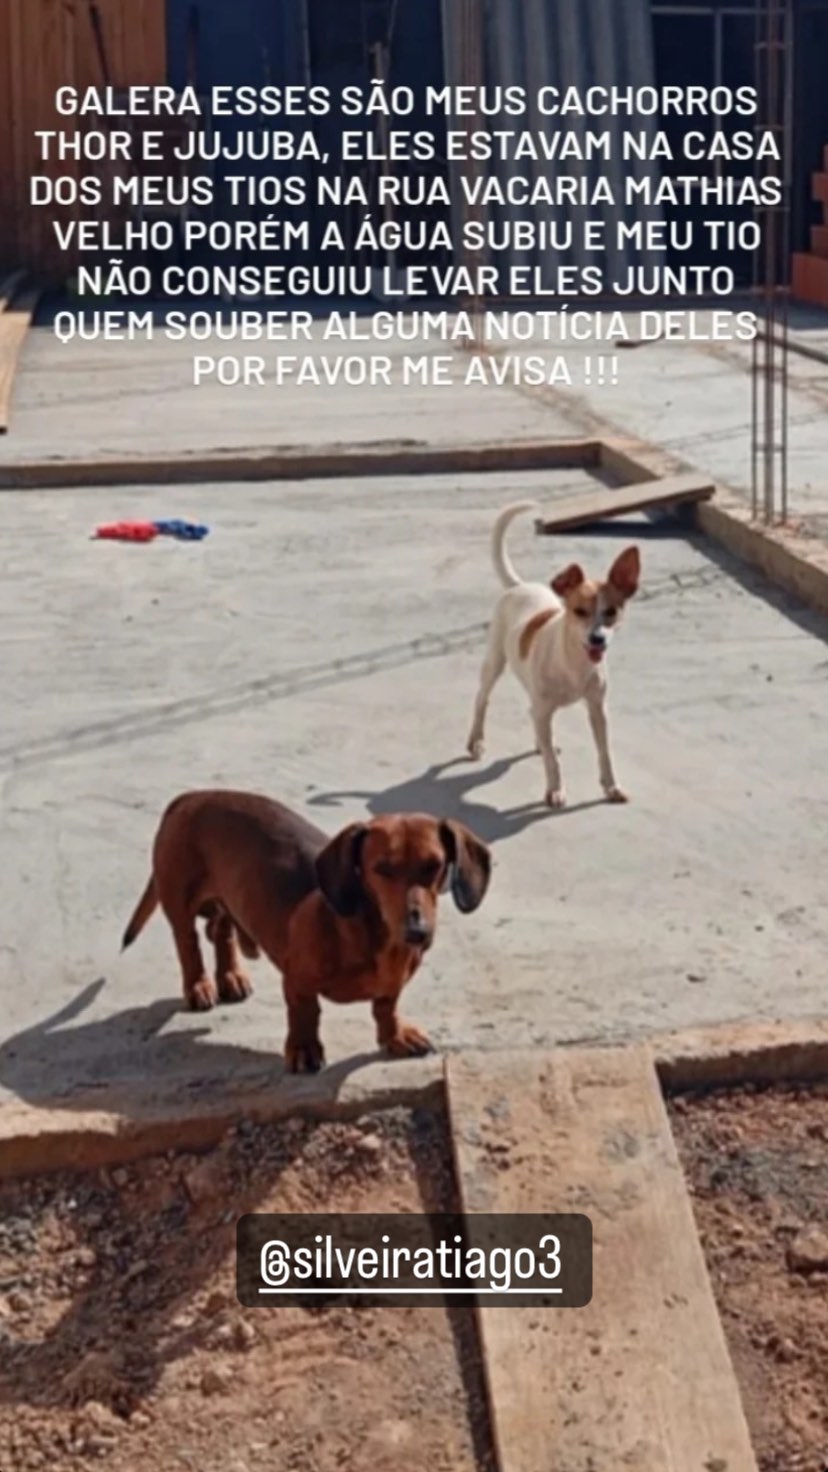 GALERA ESSES SÃO MEUS CACHORROS
THOR E JUJUBA, ELES ESTAVAM NA CASA
DOS MEUS TIOS NA RUA VACARIA MATHIAS
VELHO PORÉM A ÁGUA SUBIU E MEU TIO
NÃO CONSEGUIU LEVAR ELES JUNTO
QUEM SOUBER ALGUMA NOTÍCIA DELES
POR FAVOR ME AVISA !!!
@silveiratiago3